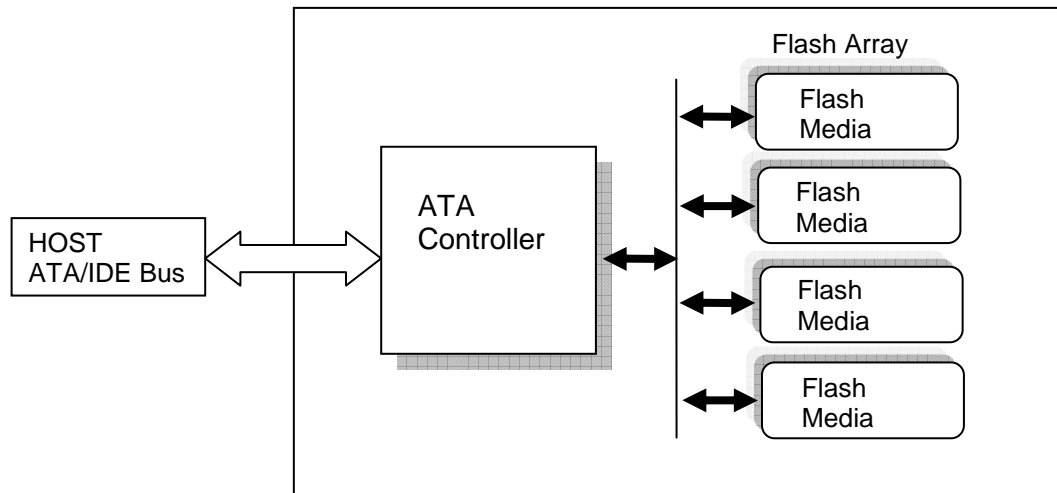 Flash Array
Flash
Media
ATA
Controller
Flash
Media
HOST
ATA/IDE Bus
Flash
Media
Flash
Media